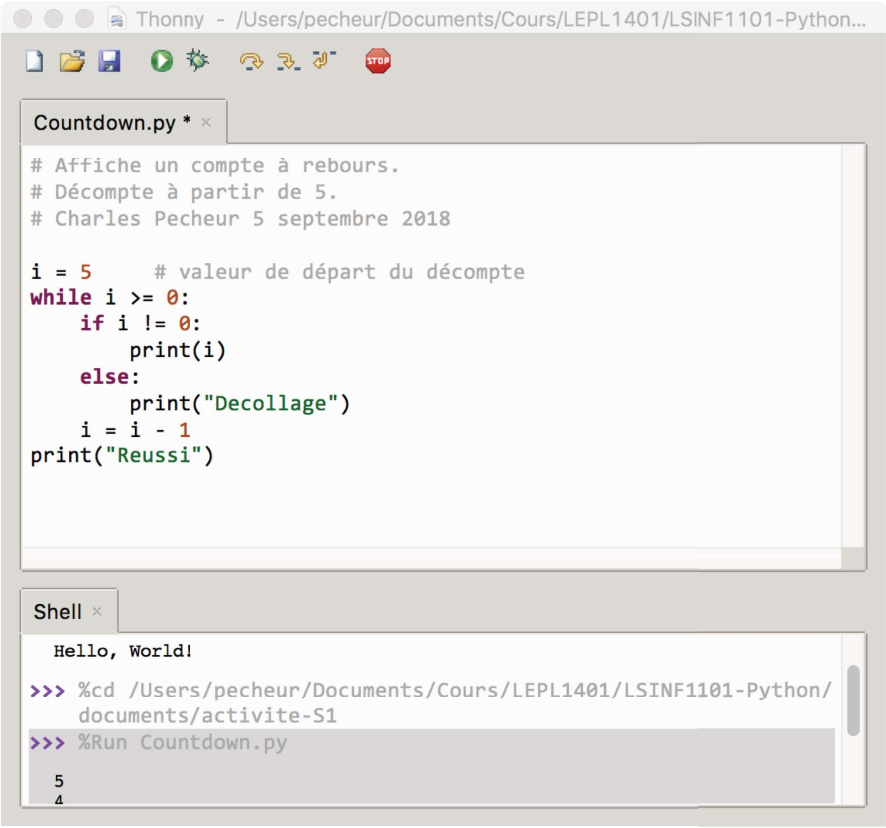 Thonny - /Users/pecheur/Documents/Cours/LEPL1401/LSINF1101-Python...
STOP
Countdown.py * ×
# Affiche un compte à rebours.
# Décompte à partir de 5.
# Charles Pecheur 5 septembre 2018
i = 5     # valeur de départ du décompte
while i >= 0:
    if i != 0:
        print(i)
    else:
        print("Decollage")
    i = i - 1
print("Reussi")
Shell ×
Hello, World!
>>> %cd /Users/pecheur/Documents/Cours/LEPL1401/LSINF1101-Python/
documents/activite-S1
>>> %Run Countdown.py
5
4